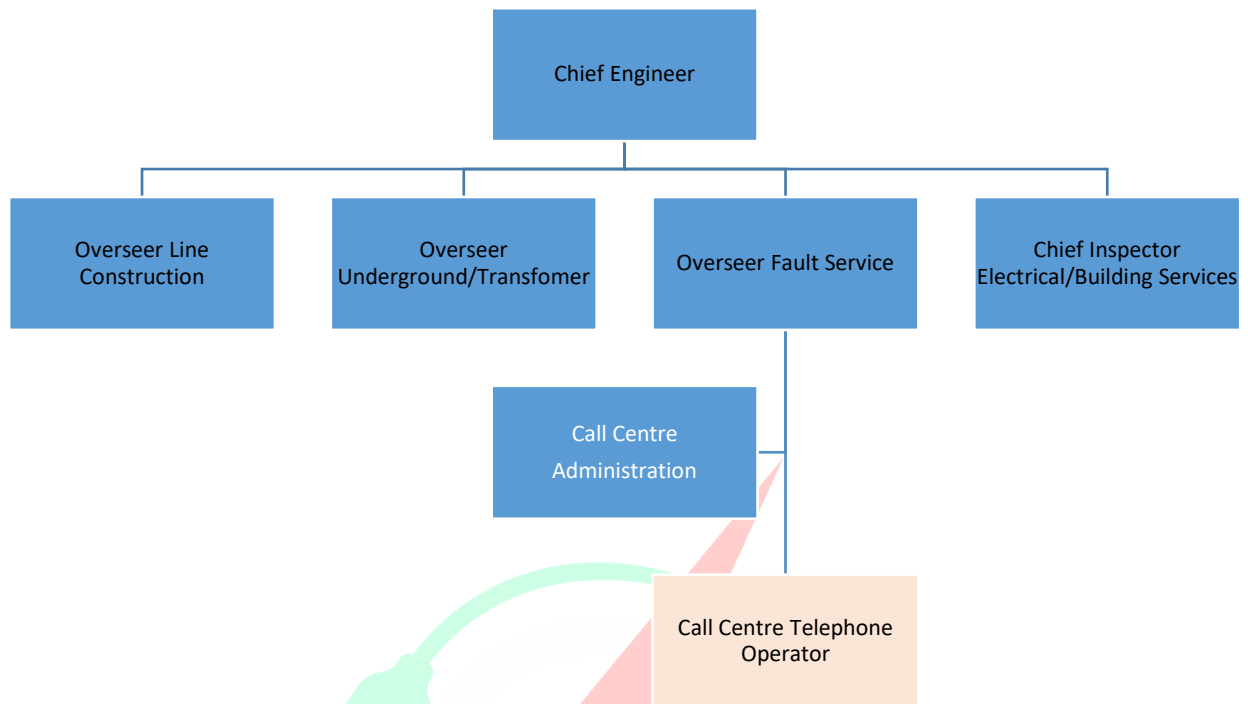 Chief Engineer
Overseer Line
Construction
Overseer
Underground/Transfomer
Overseer Fault Service
Chief Inspector
Electrical/Building Services
Call Centre
Administration
Call Centre Telephone
Operator